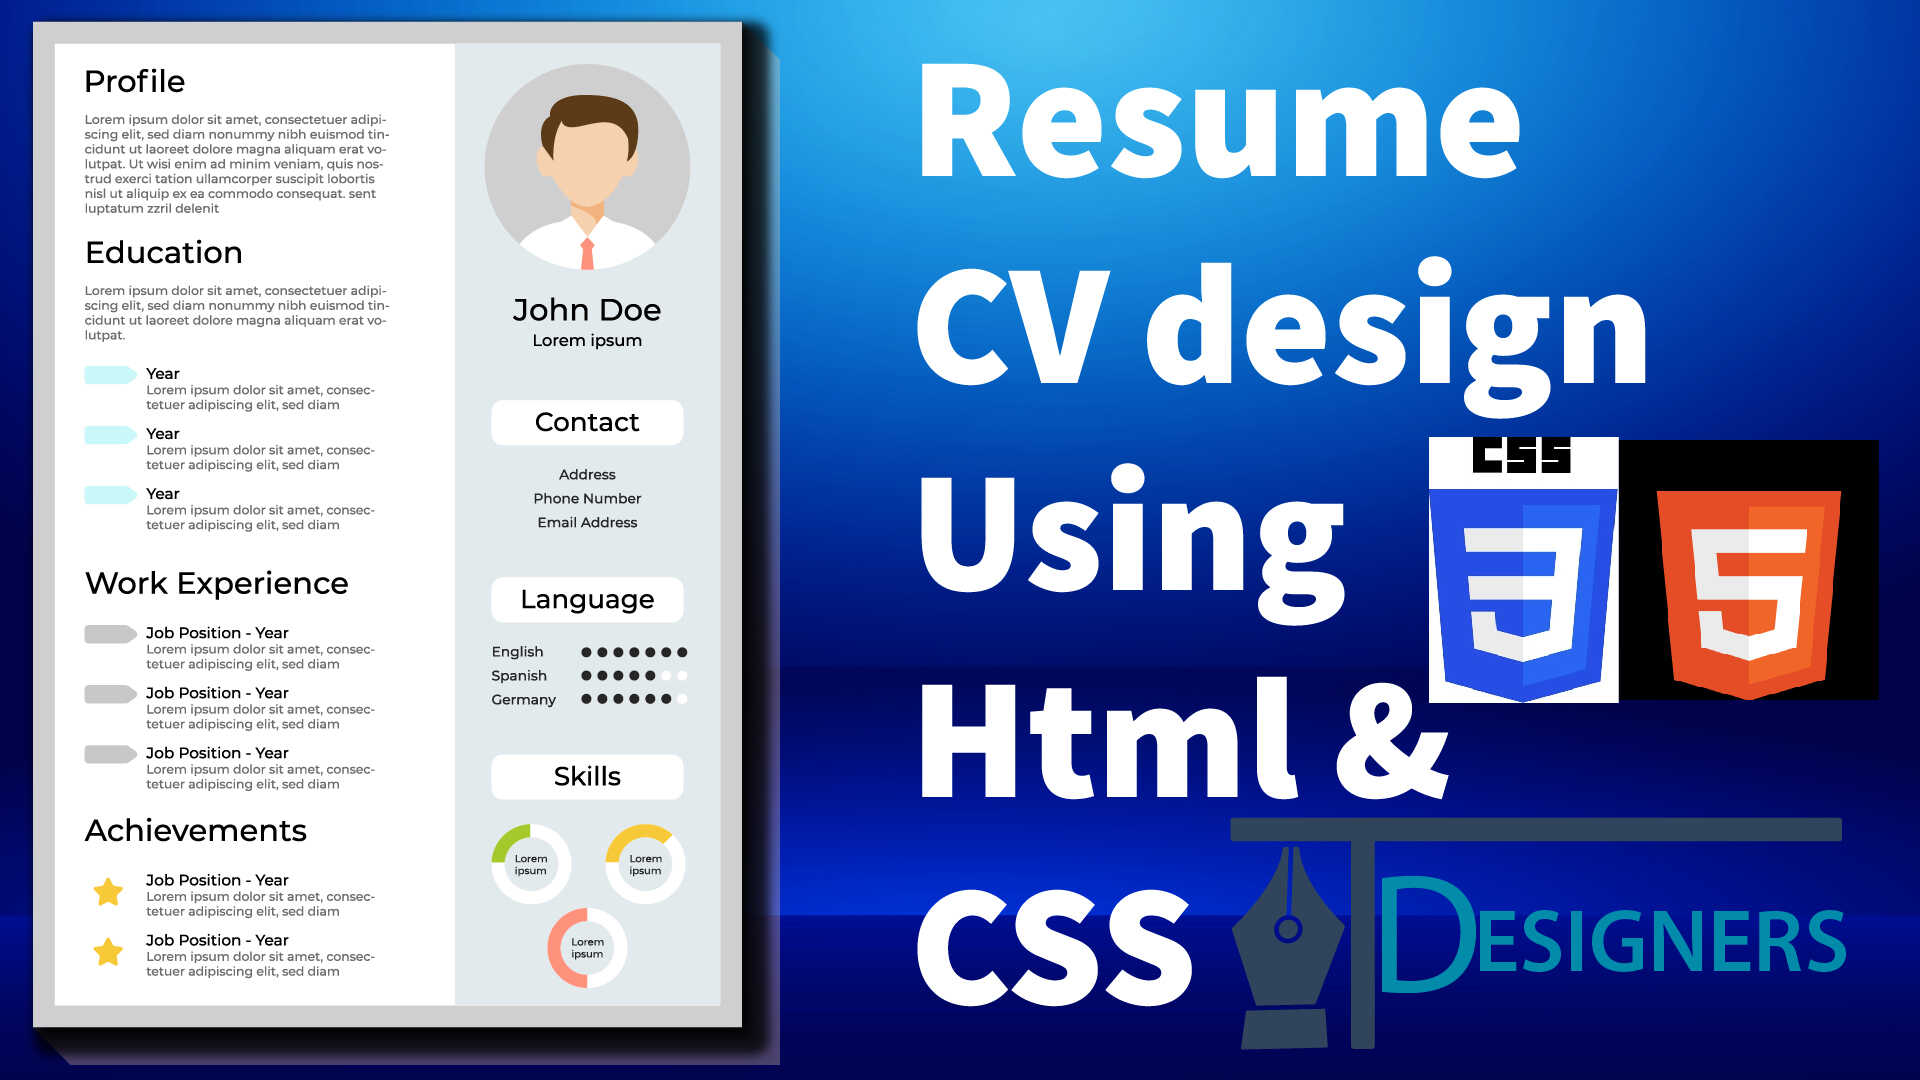 Profile
Lorem ipsum dolor sit amet, consectetuer adipi-
scing elit, sed diam nonummy nibh euismod tin-
cidunt ut laoreet dolore magna aliquam erat vo-
lutpat. Ut wisi enim ad minim veniam, quis nos-
trud exerci tation ullamcorper suscipit lobortis
nisl ut aliquip ex ea commodo consequat. sent
luptatum zzril delenit
Education
Lorem ipsum dolor sit amet, consectetuer adipi-
scing elit, sed diam nonummy nibh euismod tin-
cidunt ut laoreet dolore magna aliquam erat vo-
lutpat.
Year
Lorem ipsum dolor sit amet, consec-
tetuer adipiscing elit, sed diam
Year
Lorem ipsum dolor sit amet, consec-
tetuer adipiscing elit, sed diam
Year
Lorem ipsum dolor sit amet, consec-
tetuer adipiscing elit, sed diam
Work Experience
Job Position - Year
Lorem ipsum dolor sit amet, consec-
tetuer adipiscing elit, sed diam
Job Position - Year
Lorem ipsum dolor sit amet, consec-
tetuer adipiscing elit, sed diam
Job Position - Year
Lorem ipsum dolor sit amet, consec-
tetuer adipiscing elit, sed diam
Achievements
Job Position - Year
Lorem ipsum dolor sit amet, consec-
tetuer adipiscing elit, sed diam
Job Position - Year
Lorem ipsum dolor sit amet, consec-
tetuer adipiscing elit, sed diam
John Doe
Lorem ipsum
Contact
Address
Phone Number
Email Address
Language
English
Spanish
Germany
Skills
Lorem
ipsum
Lorem
ipsum
Lorem
ipsum
Resume
CV design
Using
Html &
CSS
CSS
3
5
TDESIGNERS